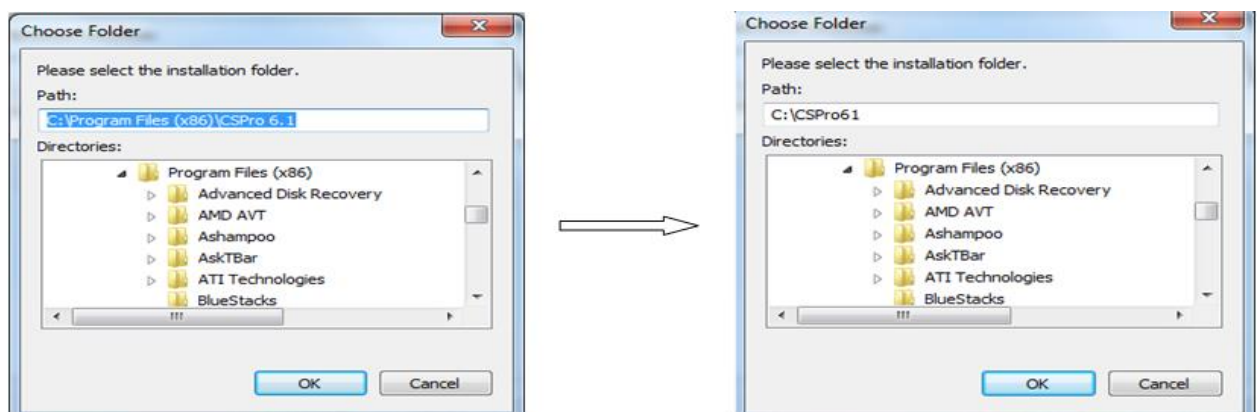 Choose Folder
Please select the installation folder.
Path:
C:\Program Files (x86)\CSPro 6.1
Directories:
Program Files (x86)
Advanced Disk Recovery
AMD AVT
Ashampoo
AskTBar
ATI Technologies
BlueStacks
OK Cancel
Choose Folder
Please select the installation folder.
Path:
C:\CSPro61
Directories:
Program Files (x86)
Advanced Disk Recovery
AMD AVT
Ashampoo
AskTBar
ATI Technologies
BlueStacks
OK Cancel